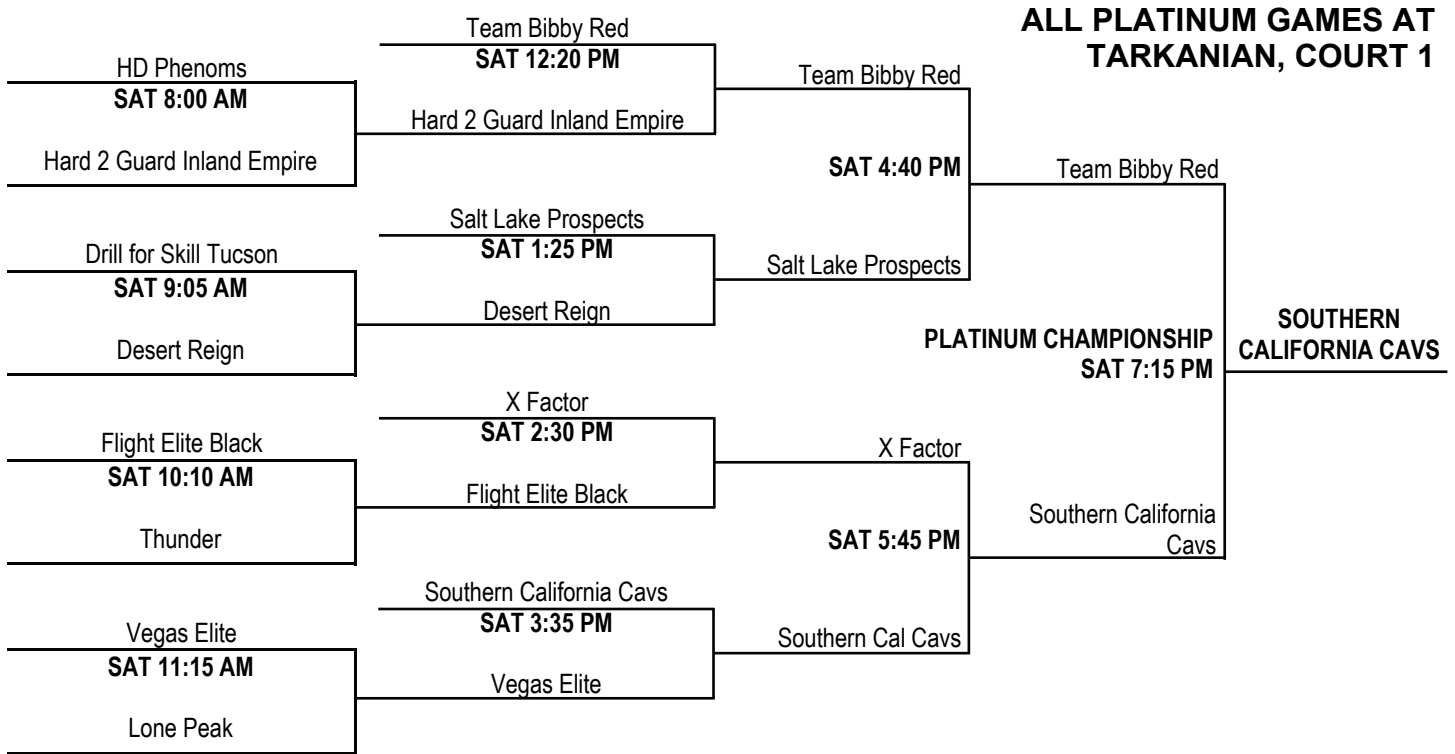 ALL PLATINUM GAMES AT
TARKANIAN, COURT 1
HD Phenoms
SAT 8:00 AM
Hard 2 Guard Inland Empire
Drill for Skill Tucson
SAT 9:05 AM
Desert Reign
Flight Elite Black
SAT 10:10 AM
Thunder
Vegas Elite
SAT 11:15 AM
Lone Peak
Team Bibby Red
SAT 12:20 PM
Hard 2 Guard Inland Empire
Salt Lake Prospects
SAT 1:25 PM
Desert Reign
X Factor
SAT 2:30 PM
Flight Elite Black
Southern California Cavs
SAT 3:35 PM
Vegas Elite
Team Bibby Red
SAT 4:40 PM
Salt Lake Prospects
X Factor
SAT 5:45 PM
Southern Cal Cavs
Team Bibby Red
PLATINUM CHAMPIONSHIP
SAT 7:15 PM
Southern California
Cavs
SOUTHERN
CALIFORNIA CAVS